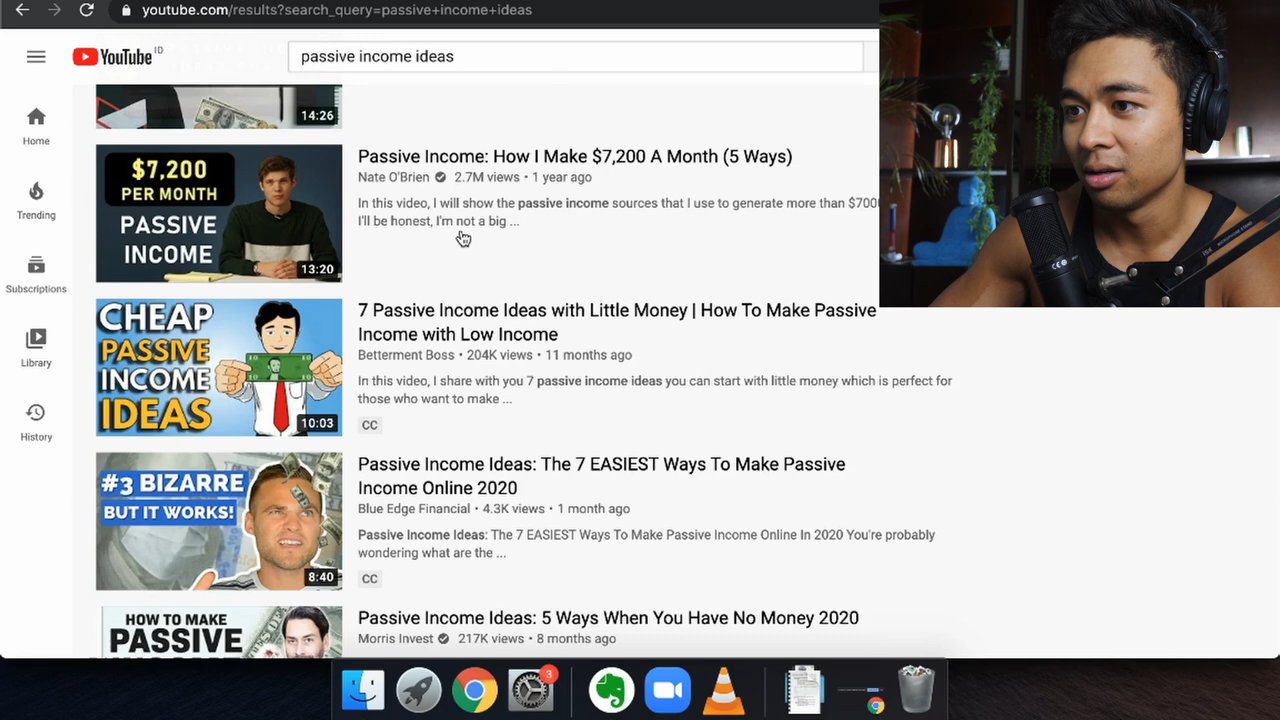 youtube.com/results?search_query=passive+income+ideas
YouTube ID
passive income ideas
Home
Trending
Subscriptions
Library
History
14:26
$7,200
PER MONTH
PASSIVE
INCOME
13:20
Passive Income: How I Make $7,200 A Month (5 Ways)
Nate O'Brien 2.7M views • 1 year ago
In this video, I will show the passive income sources that I use to generate more than $700
I'll be honest, I'm not a big ...
CHEAP
PASSIVE
INCOME
IDEAS
10:03
7 Passive Income Ideas with Little Money | How To Make Passive
Income with Low Income
Betterment Boss • 204K views • 11 months ago
In this video, I share with you 7 passive income ideas you can start with little money which is perfect for
those who want to make ...
CC
#3 BIZARRE
BUT IT WORKS!
8:40
Passive Income Ideas: The 7 EASIEST Ways To Make Passive
Income Online 2020
Blue Edge Financial • 4.3K views • 1 month ago
Passive Income Ideas: The 7 EASIEST Ways To Make Passive Income Online In 2020 You're probably
wondering what are the ...
CC
HOW TO MAKE
PASSIVE
Passive Income Ideas: 5 Ways When You Have No Money 2020
Morris Invest 217K views • 8 months ago
3